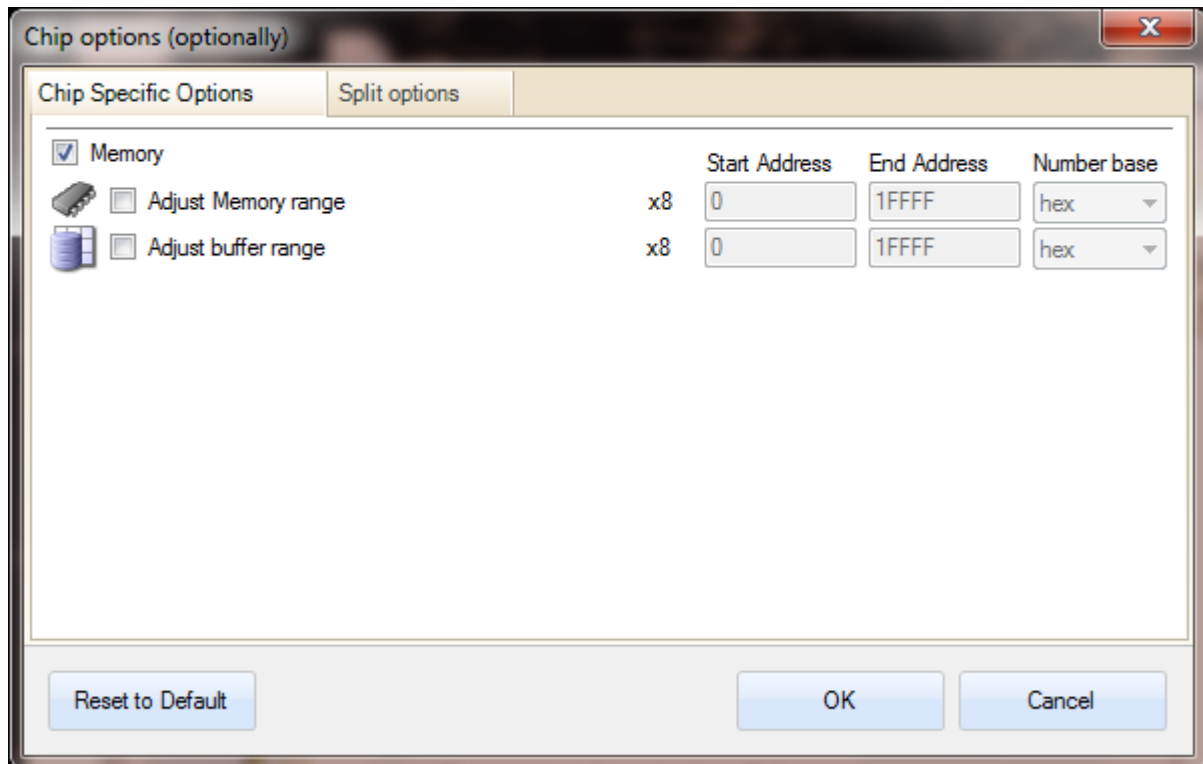 Chip options (optionally)
Chip Specific Options Split options
Memory Start Address End Address Number base
Adjust Memory range x8 0 1FFFF hex
Adjust buffer range x8 0 1FFFF hex
Reset to Default OK Cancel